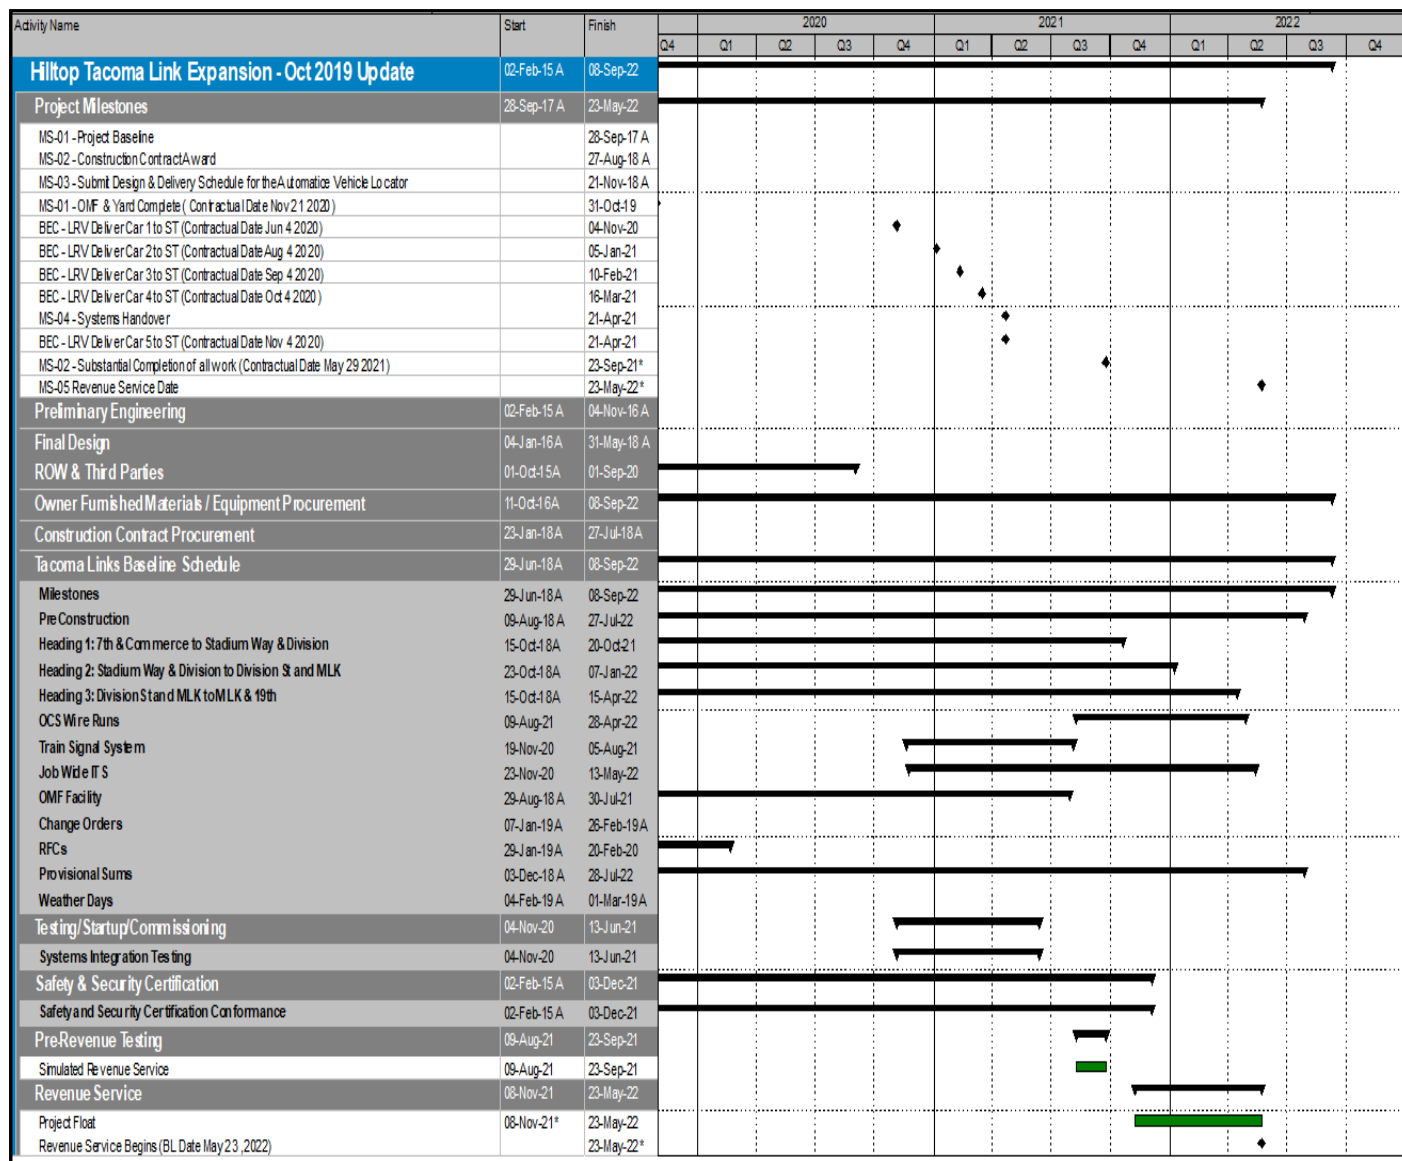 Activity Name Start Finish 2020 2021 2022
Q4 Q1 Q2 Q3 Q4 Q1 Q2 Q3 Q4 Q1 Q2 Q3 Q4
Hilltop Tacoma Link Expansion - Oct 2019 Update 02-Feb-15 A 08-Sep-22
Project Milestones 28-Sep-17 A 23-May-22
MS-01 - Project Baseline 28-Sep-17 A
MS-02 - Construction Contract Award 27-Aug-18 A
MS-03 - Submit Design & Delivery Schedule for the Automatice Vehicle Locator 21-Nov-18 A
MS-01 - OMF & Yard Complete ( Contractual Date Nov 21 2020 ) 31-Oct-19
BEC - LRV Deliver Car 1 to ST (Contractual Date Jun 4 2020) 04-Nov-20
BEC - LRV Deliver Car 2 to ST (Contractual Date Aug 4 2020) 05-Jan-21
BEC - LRV Deliver Car 3 to ST (Contractual Date Sep 4 2020) 10-Feb-21
BEC - LRV Deliver Car 4 to ST (Contractual Date Oct 4 2020 ) 16-Mar-21
MS-04 - Systems Handover 21-Apr-21
BEC - LRV Deliver Car 5 to ST (Contractual Date Nov 4 2020) 21-Apr-21
MS-02 - Substantial Completion of all work (Contractual Date May 29 2021 ) 23-Sep-21*
MS-05 Revenue Service Date 23-May-22*
Preliminary Engineering 02-Feb-15 A 04-Nov-16 A
Final Design 04-Jan-16 A 31-May-18 A
ROW & Third Parties 01-Oct-15 A 01-Sep-20
Owner Furnished Materials / Equipment Procurement 11-Oct-16 A 08-Sep-22
Construction Contract Procurement 23-Jan-18 A 27-Jul-18 A
Tacoma Links Baseline Schedule 29-Jun-18 A 08-Sep-22
Milestones 29-Jun-18 A 08-Sep-22
PreConstruction 09-Aug-18 A 27-Jul-22
Heading 1: 7th & Commerce to Stadium Way & Division 15-Oct-18 A 20-Oct-21
Heading 2: Stadium Way & Division to Division St and MLK 23-Oct-18 A 07-Jan-22
Heading 3: Division St and MLK to MLK & 19th 15-Oct-18 A 15-Apr-22
OCS Wire Runs 09-Aug-21 28-Apr-22
Train Signal System 19-Nov-20 05-Aug-21
Job Wide ITS 23-Nov-20 13-May-22
OMF Facility 29-Aug-18 A 30-Jul-21
Change Orders 07-Jan-19 A 26-Feb-19 A
RFCs 29-Jan-19 A 20-Feb-20
Provisional Sums 03-Dec-18 A 28-Jul-22
Weather Days 04-Feb-19 A 01-Mar-19 A
Testing/Startup/Commissioning 04-Nov-20 13-Jun-21
Systems Integration Testing 04-Nov-20 13-Jun-21
Safety & Security Certification 02-Feb-15 A 03-Dec-21
Safety and Security Certification Conformance 02-Feb-15 A 03-Dec-21
Pre-Revenue Testing 09-Aug-21 23-Sep-21
Simulated Revenue Service 09-Aug-21 23-Sep-21
Revenue Service 08-Nov-21 23-May-22
Project Float 08-Nov-21* 23-May-22
Revenue Service Begins (BL Date May 23 ,2022) 23-May-22*